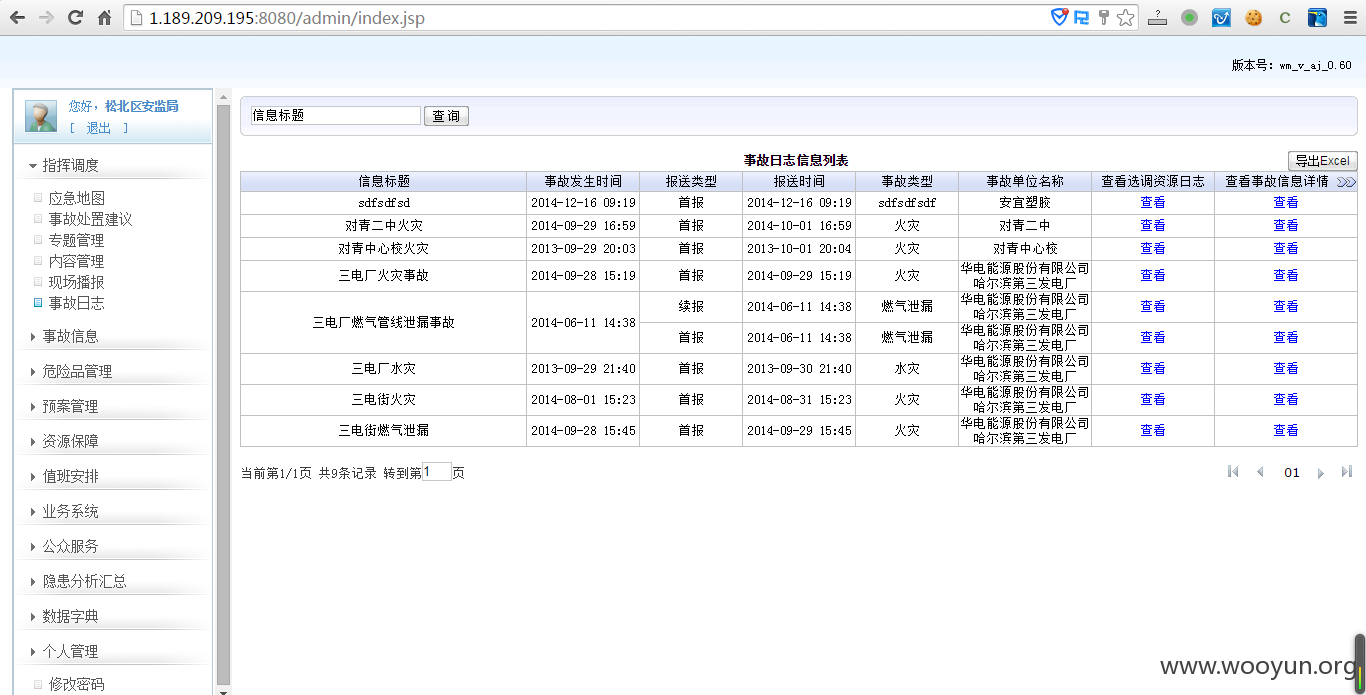 1.189.209.195:8080/admin/index.jsp
版本号: wm_v_aj_0.60
您好，松北区安监局
[ 退出 ]
指挥调度
应急地图
事故处置建议
专题管理
内容管理
现场播报
事故日志
事故信息
危险品管理
预案管理
资源保障
值班安排
业务系统
公众服务
隐患分析汇总
数据字典
个人管理
修改密码
信息标题 查询
事故日志信息列表 导出Excel
信息标题 事故发生时间 报送类型 报送时间 事故类型 事故单位名称 查看选调资源日志 查看事故信息详情
sdfsdfsd 2014-12-16 09:19 首报 2014-12-16 09:19 sdfsdfsdf 安宜塑胶 查看 查看
对青二中火灾 2014-09-29 16:59 首报 2014-10-01 16:59 火灾 对青二中 查看 查看
对青中心校火灾 2013-09-29 20:03 首报 2013-10-01 20:04 火灾 对青中心校 查看 查看
三电厂火灾事故 2014-09-28 15:19 首报 2014-09-29 15:19 火灾 华电能源股份有限公司哈尔滨第三发电厂 查看 查看
三电厂燃气管线泄漏事故 2014-06-11 14:38 续报 2014-06-11 14:38 燃气泄漏 华电能源股份有限公司哈尔滨第三发电厂 查看 查看
首报 2014-06-11 14:38 燃气泄漏 华电能源股份有限公司哈尔滨第三发电厂 查看 查看
三电厂水灾 2013-09-29 21:40 首报 2013-09-30 21:40 水灾 华电能源股份有限公司哈尔滨第三发电厂 查看 查看
三电街火灾 2014-08-01 15:23 首报 2014-08-31 15:23 火灾 华电能源股份有限公司哈尔滨第三发电厂 查看 查看
三电街燃气泄漏 2014-09-28 15:45 首报 2014-09-29 15:45 火灾 华电能源股份有限公司哈尔滨第三发电厂 查看 查看
当前第1/1页 共9条记录 转到第1页 01
www.wooyun.org